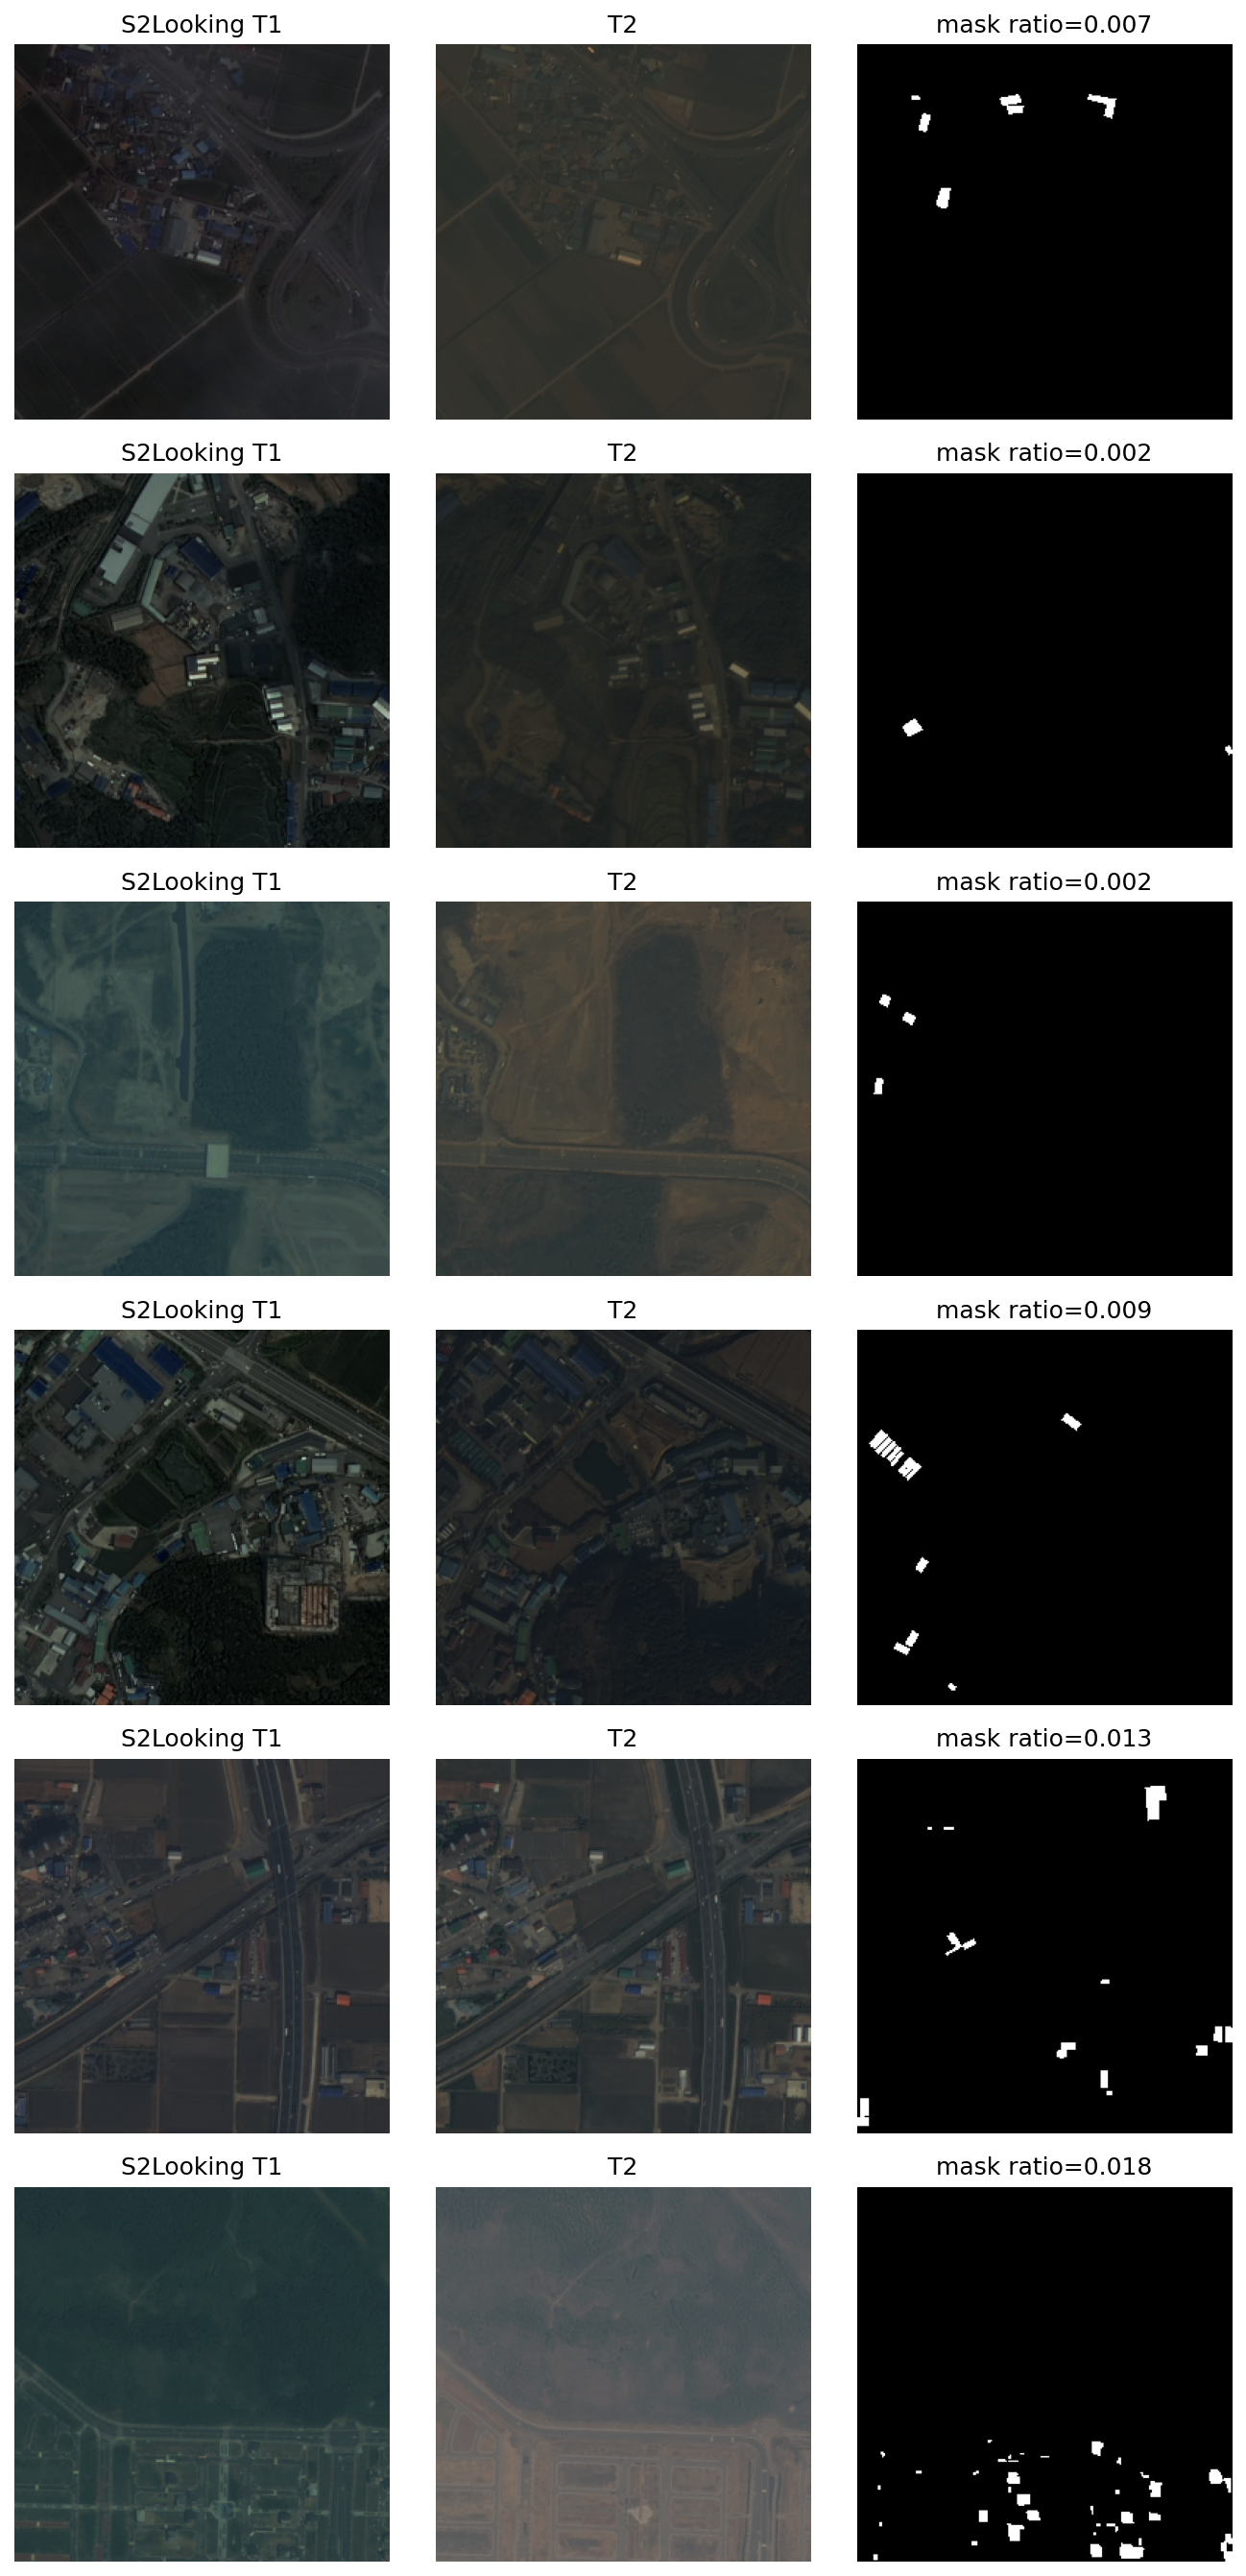 S2Looking T1 T2 mask ratio=0.007
S2Looking T1 T2 mask ratio=0.002
S2Looking T1 T2 mask ratio=0.002
S2Looking T1 T2 mask ratio=0.009
S2Looking T1 T2 mask ratio=0.013
S2Looking T1 T2 mask ratio=0.018